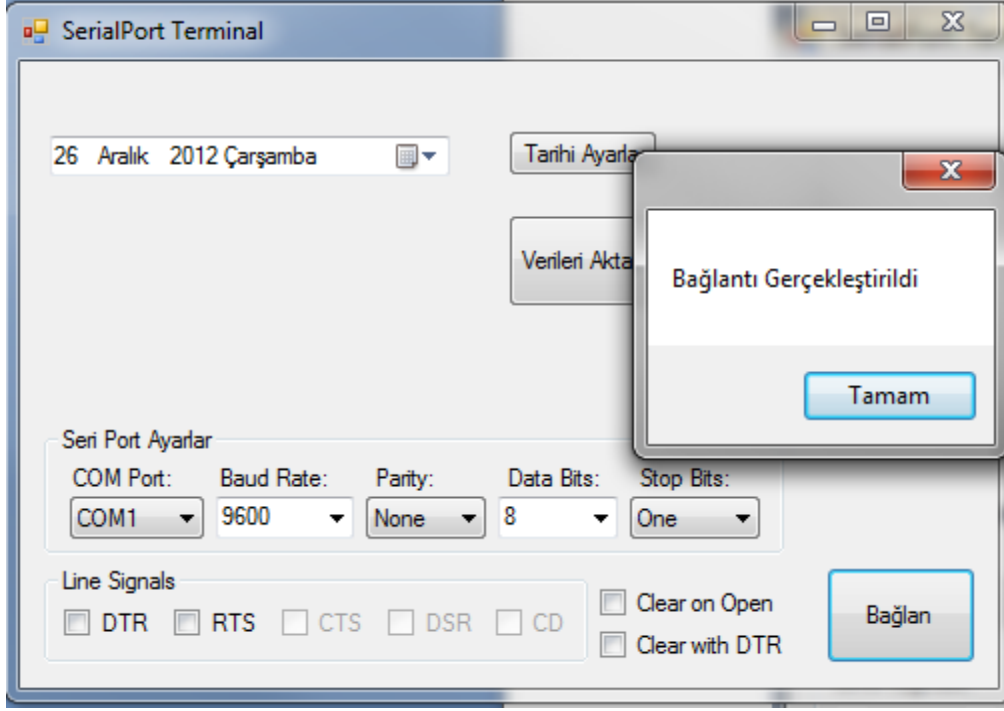 SerialPort Terminal
26 Aralık 2012 Çarşamba
Tarihi Ayarla
Verileri Akta
Bağlantı Gerçekleştirildi
Tamam
Seri Port Ayarlar
COM Port: Baud Rate: Parity: Data Bits: Stop Bits:
COM1 9600 None 8 One
Line Signals
DTR RTS CTS DSR CD
Clear on Open
Clear with DTR
Bağlan